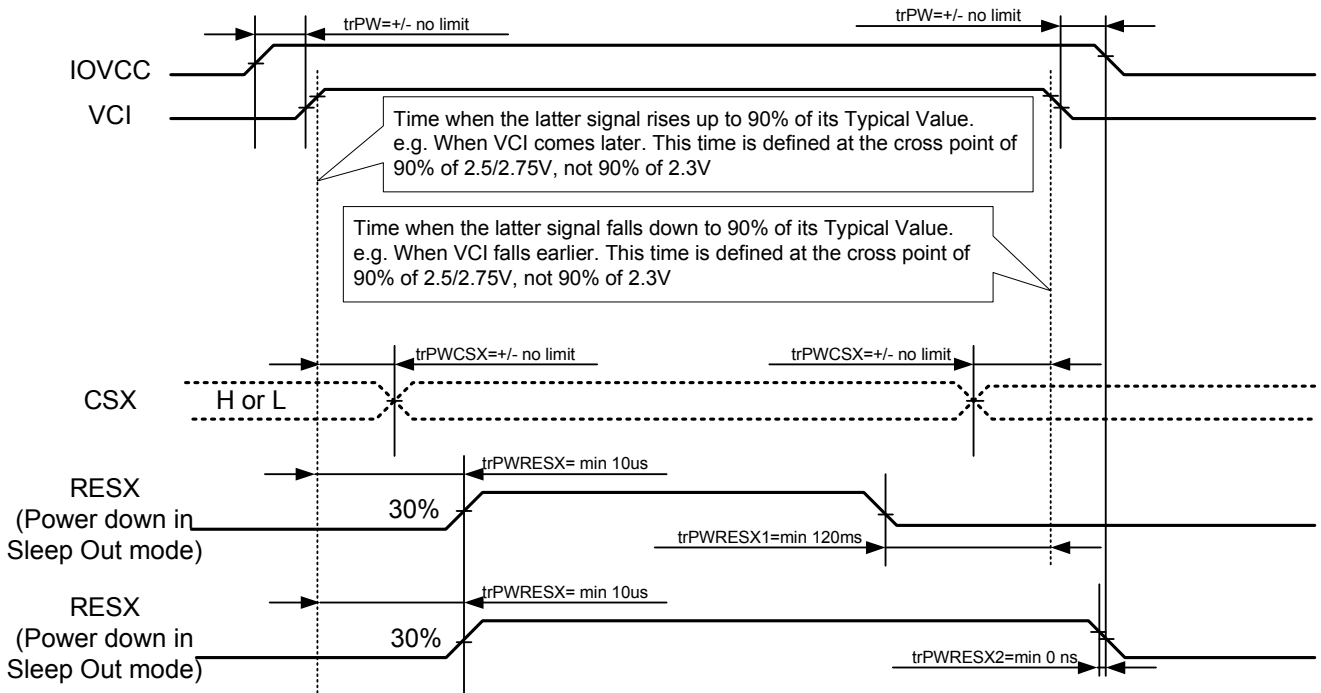 trPW=+/- no limit
trPW=+/- no limit
IOVCC
VCI
Time when the latter signal rises up to 90% of its Typical Value.
e.g. When VCI comes later. This time is defined at the cross point of
90% of 2.5/2.75V, not 90% of 2.3V
Time when the latter signal falls down to 90% of its Typical Value.
e.g. When VCI falls earlier. This time is defined at the cross point of
90% of 2.5/2.75V, not 90% of 2.3V
trPWCSX=+/- no limit
trPWCSX=+/- no limit
CSX
H or L
trPWRESX= min 10us
RESX
(Power down in
Sleep Out mode)
30%
trPWRESX1=min 120ms
trPWRESX= min 10us
RESX
(Power down in
Sleep Out mode)
30%
trPWRESX2=min 0 ns